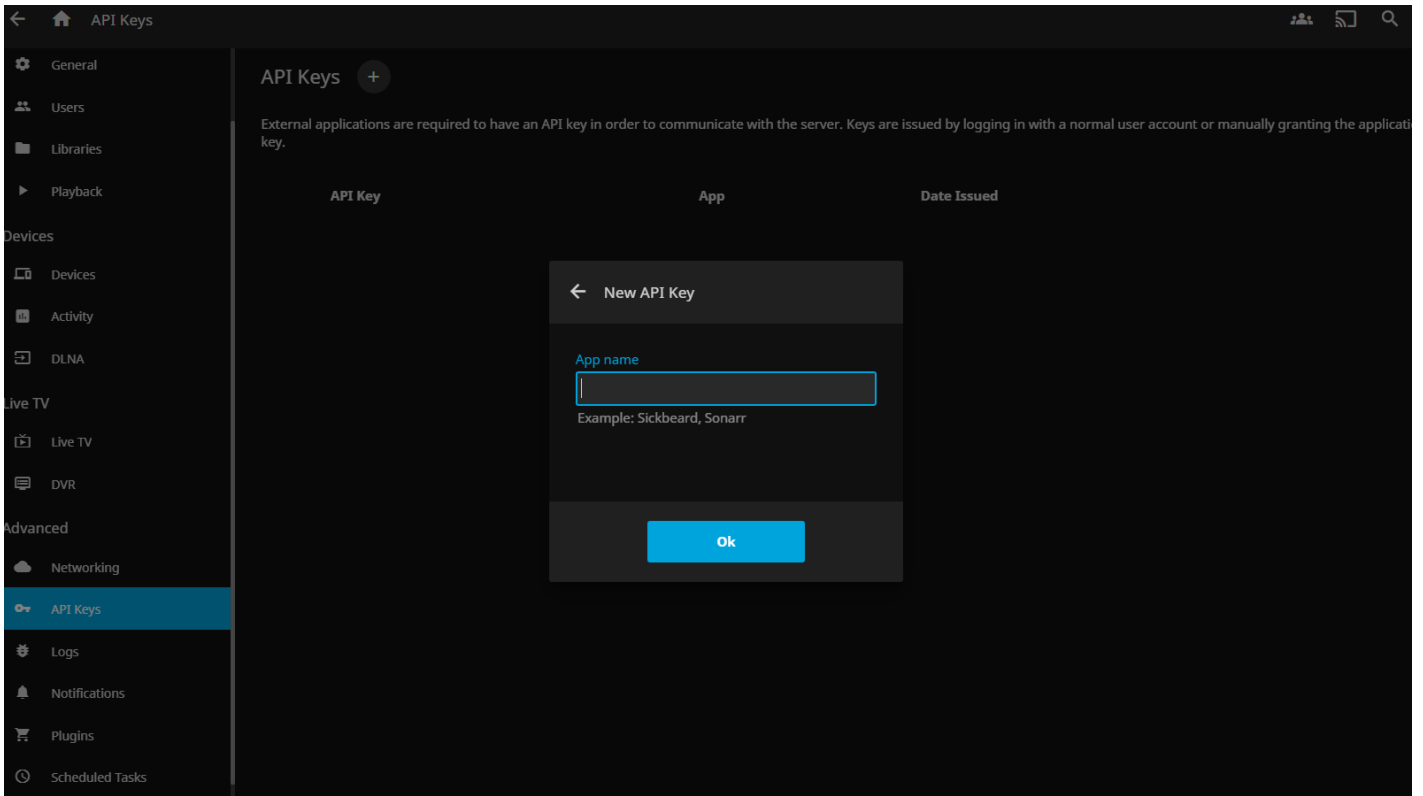 API Keys
General
Users
Libraries
Playback
Devices
Devices
Activity
DLNA
Live TV
Live TV
DVR
Advanced
Networking
API Keys
Logs
Notifications
Plugins
Scheduled Tasks
API Keys +
External applications are required to have an API key in order to communicate with the server. Keys are issued by logging in with a normal user account or manually granting the applicati
key.
API Key App Date Issued
New API Key
App name
Example: Sickbeard, Sonarr
Ok